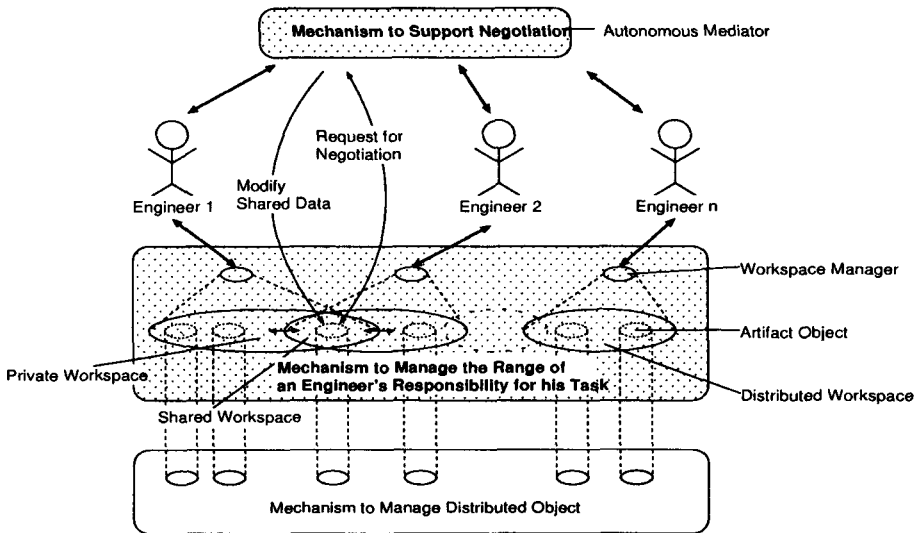 Mechanism to Support Negotiation
Autonomous Mediator
Request for
Negotiation
Modify
Shared Data
Engineer 1
Engineer 2
Engineer n
Workspace Manager
Artifact Object
Private Workspace
Mechanism to Manage the Range of
an Engineer's Responsibility for his Task
Distributed Workspace
Shared Workspace
Mechanism to Manage Distributed Object